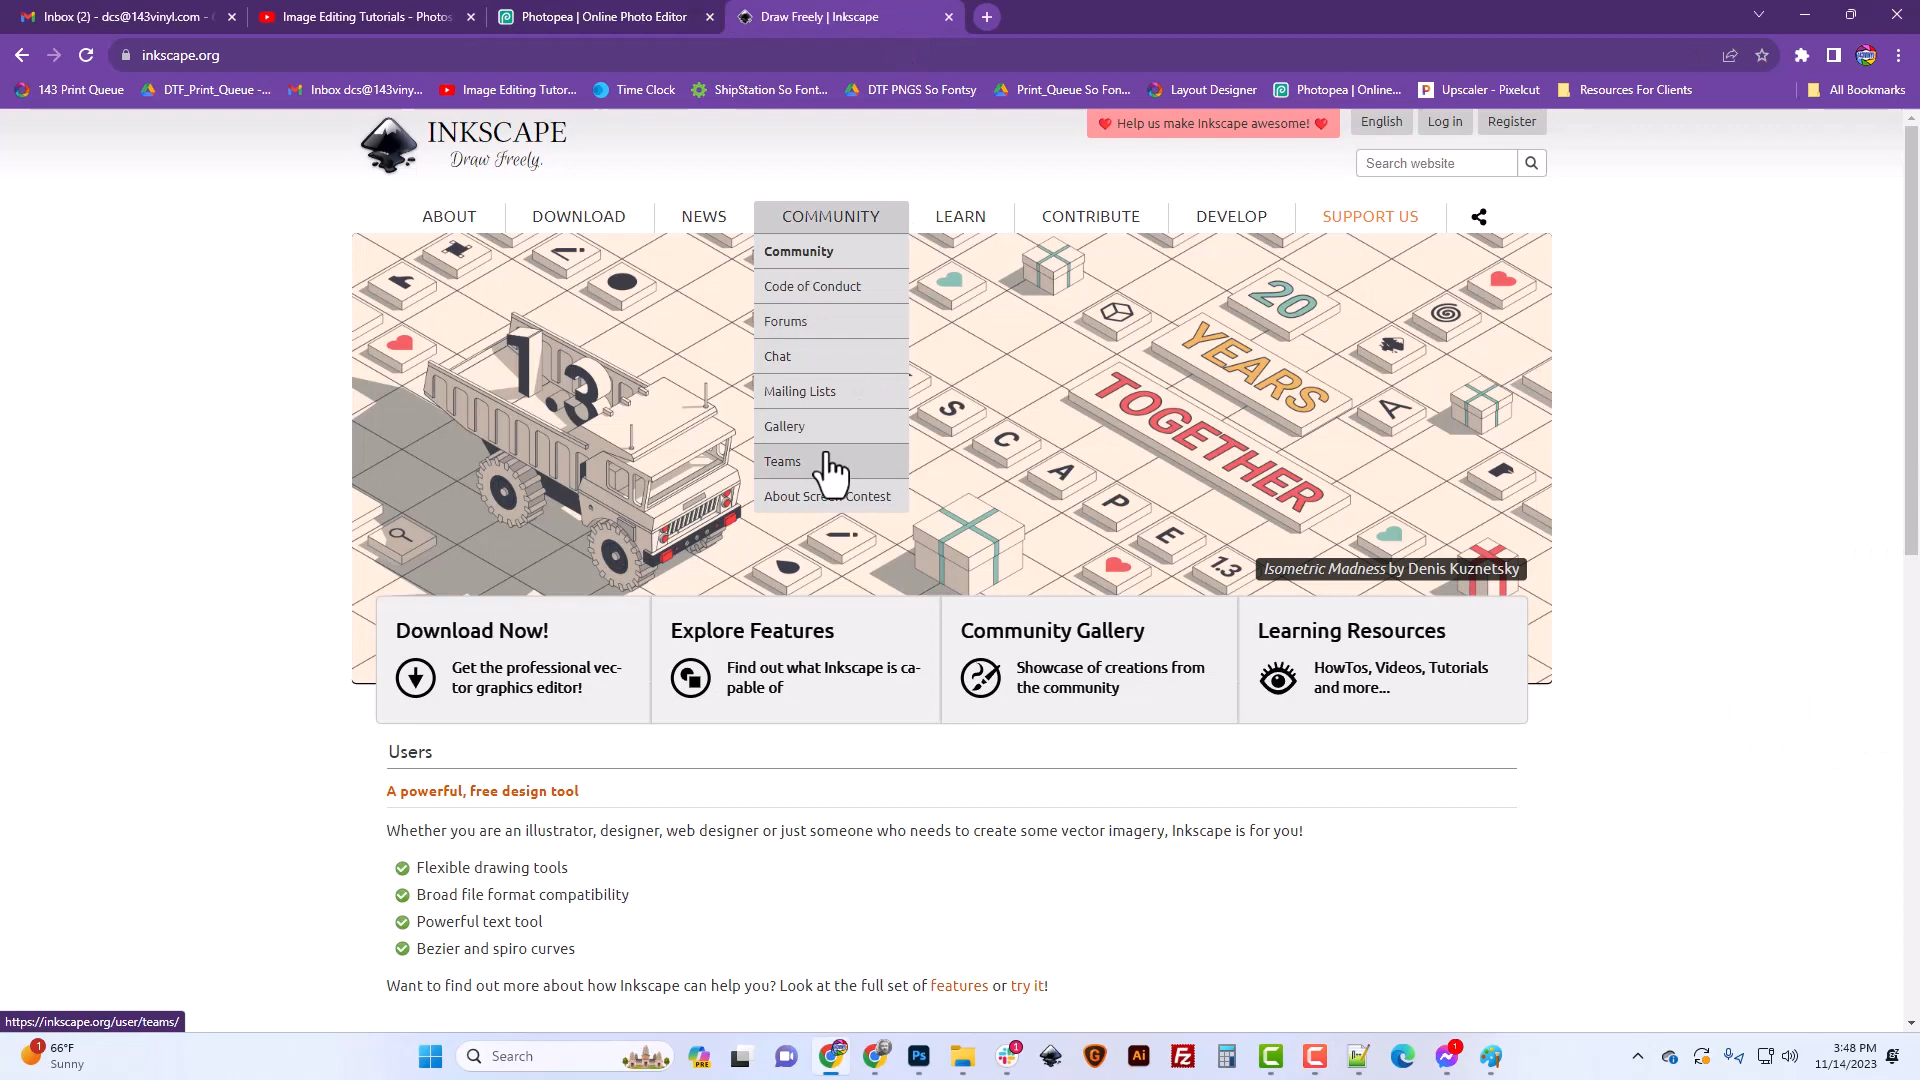 Inbox (2) - dcs@143vinyl.com -
Image Editing Tutorials - Photos
Photopea | Online Photo Editor
Draw Freely | Inkscape
inkscape.org
143 Print Queue
DTF_Print_Queue -...
Inbox dcs@143viny...
Image Editing Tutor...
Time Clock
ShipStation So Font...
DTF PNGS So Fontsy
Print_Queue So Fon...
Layout Designer
Photopea | Online...
Upscaler - Pixelcut
Resources For Clients
All Bookmarks
INKSCAPE
Draw Freely.
Help us make Inkscape awesome!
English
Log in
Register
Search website
ABOUT
DOWNLOAD
NEWS
COMMUNITY
LEARN
CONTRIBUTE
DEVELOP
SUPPORT US
Community
Code of Conduct
Forums
Chat
Mailing Lists
Gallery
Teams
About Screen Contest
1.3
20
YEARS
TOGETHER
S
C
A
P
E
1.3
A
Isometric Madness by Denis Kuznetsky
Download Now!
Get the professional vec-
tor graphics editor!
Explore Features
Find out what Inkscape is ca-
pable of
Community Gallery
Showcase of creations from
the community
Learning Resources
HowTos, Videos, Tutorials
and more...
Users
A powerful, free design tool
Whether you are an illustrator, designer, web designer or just someone who needs to create some vector imagery, Inkscape is for you!
Flexible drawing tools
Broad file format compatibility
Powerful text tool
Bezier and spiro curves
Want to find out more about how Inkscape can help you? Look at the full set of features or try it!
https://inkscape.org/user/teams/
1
66°F
Sunny
Search
PRE
Ps
1
Ai
1
3:48 PM
11/14/2023